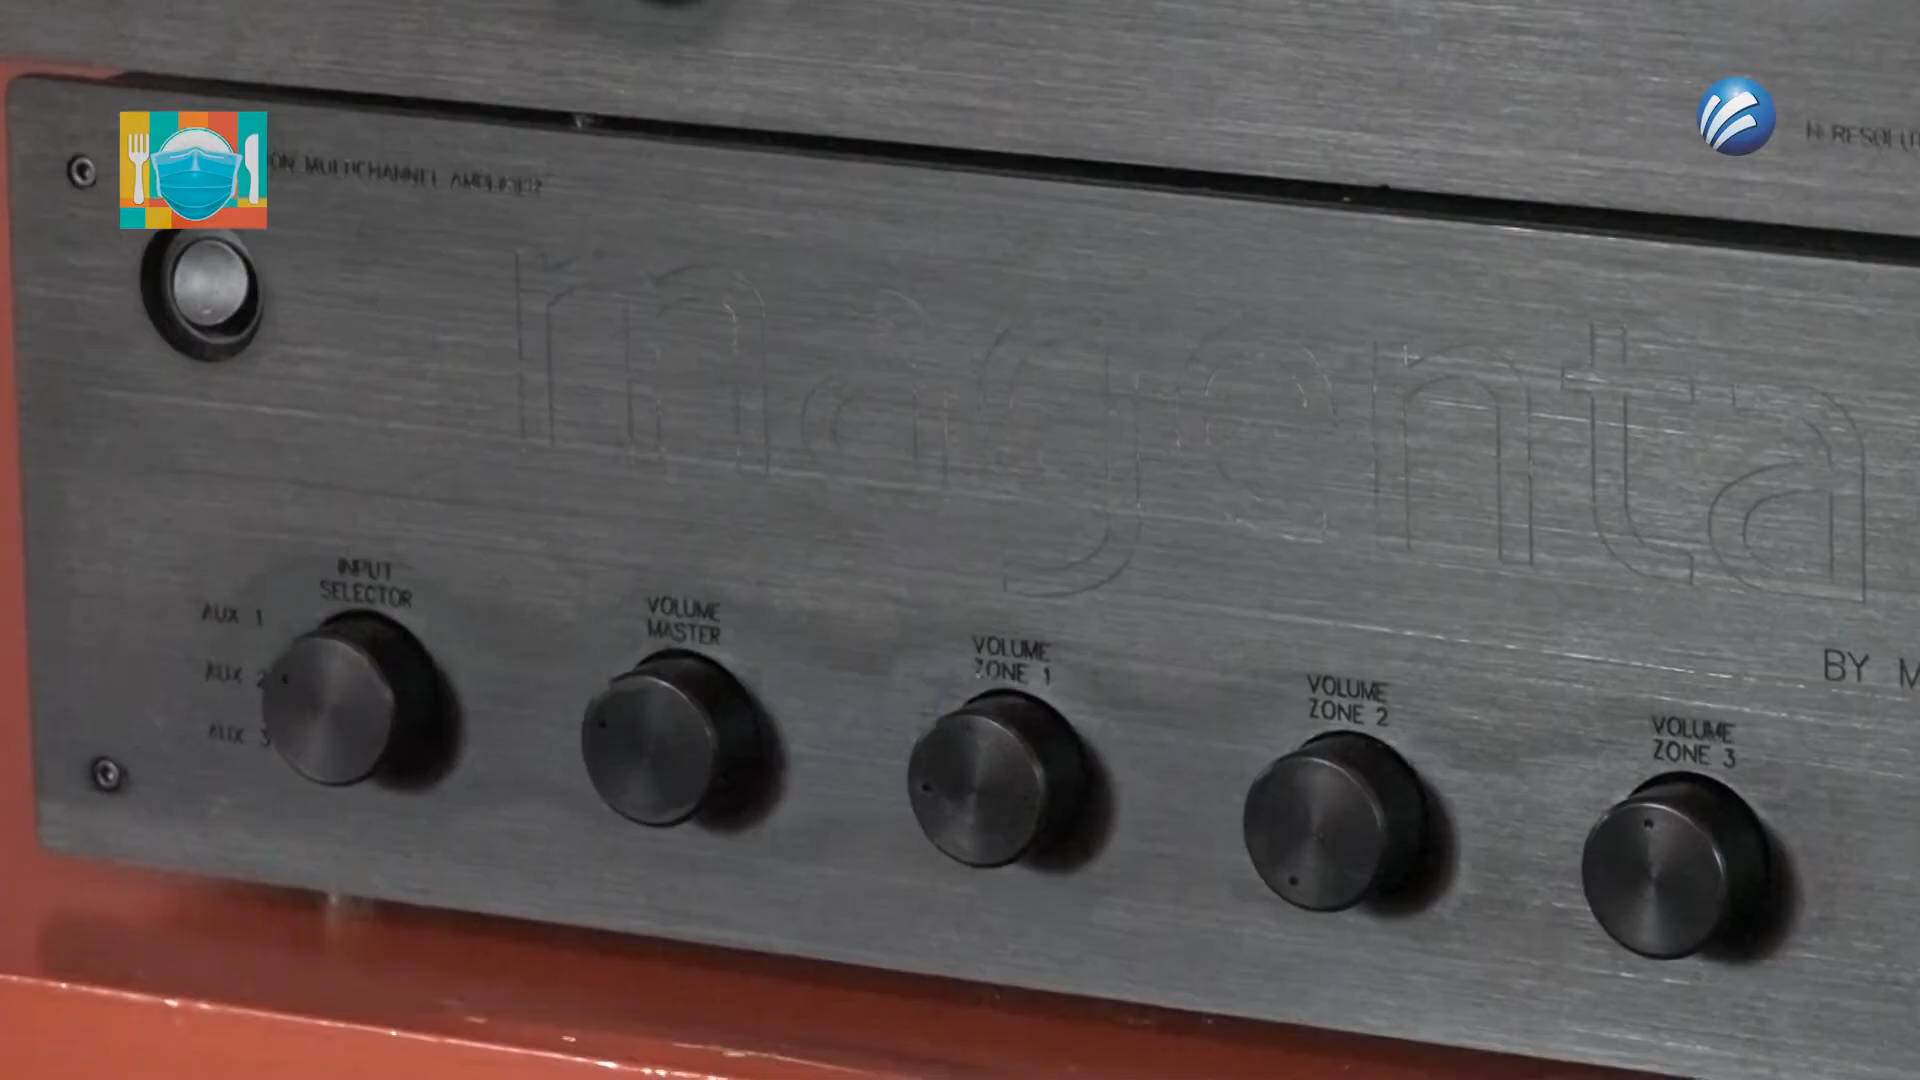 MULTICHANNEL AMPLIFIER
magenta
INPUT
SELECTOR
AUX 1
AUX 2
AUX 3
VOLUME
MASTER
VOLUME
ZONE 1
VOLUME
ZONE 2
VOLUME
ZONE 3
BY